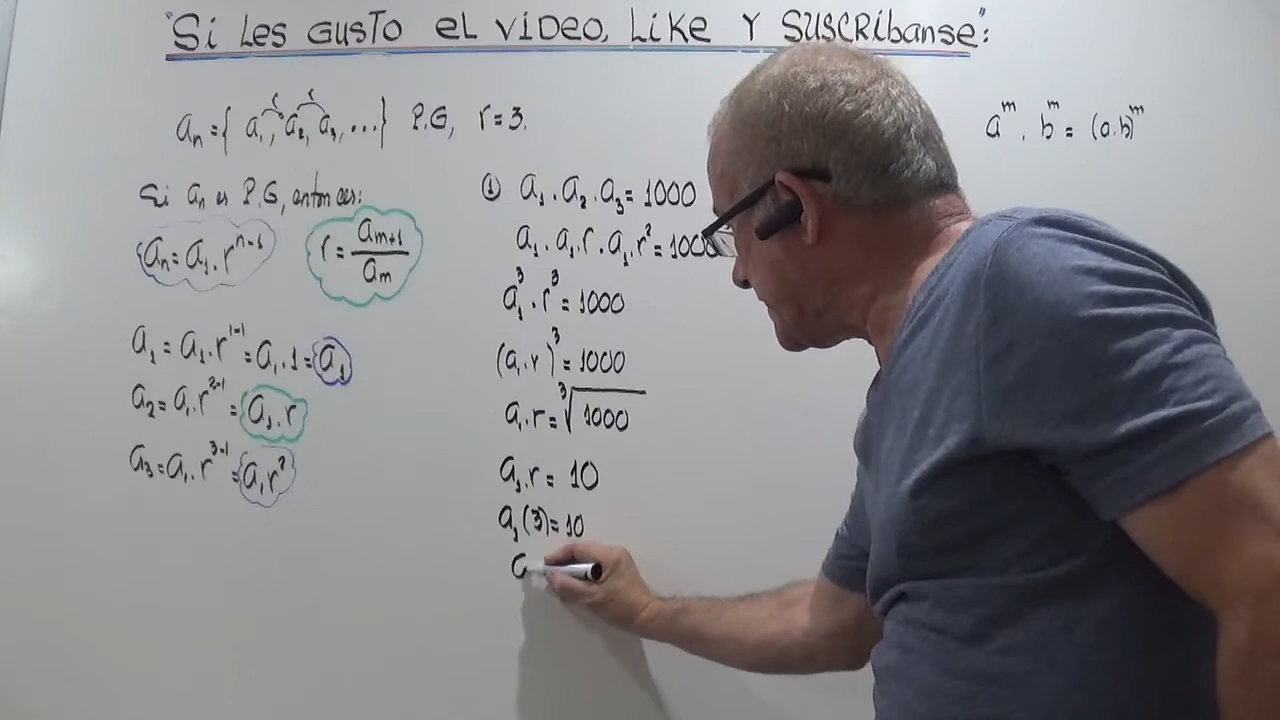 "Si Les GUSTO eL VIDEO, LiKe Y SUSCRIbanse":
aₙ = { a₁, a₂, a₃, ...} P.G, r = 3.
r r
aᵐ . bᵐ = (a.b)ᵐ
Si aₙ es P.G, entonces:
aₙ = a₁ . rⁿ⁻¹
r = aₘ₊₁ / aₘ
a₁ = a₁ . r¹⁻¹ = a₁ . 1 = a₁
a₂ = a₁ . r²⁻¹ = a₁ . r
a₃ = a₁ . r³⁻¹ = a₁r²
① a₁ . a₂ . a₃ = 1000
a₁ . a₁ . r . a₁ . r² = 1000
a₁³ . r³ = 1000
(a₁ . r)³ = 1000
a₁ . r = ³√1000
a₁ . r = 10
a₁(3) = 10
a